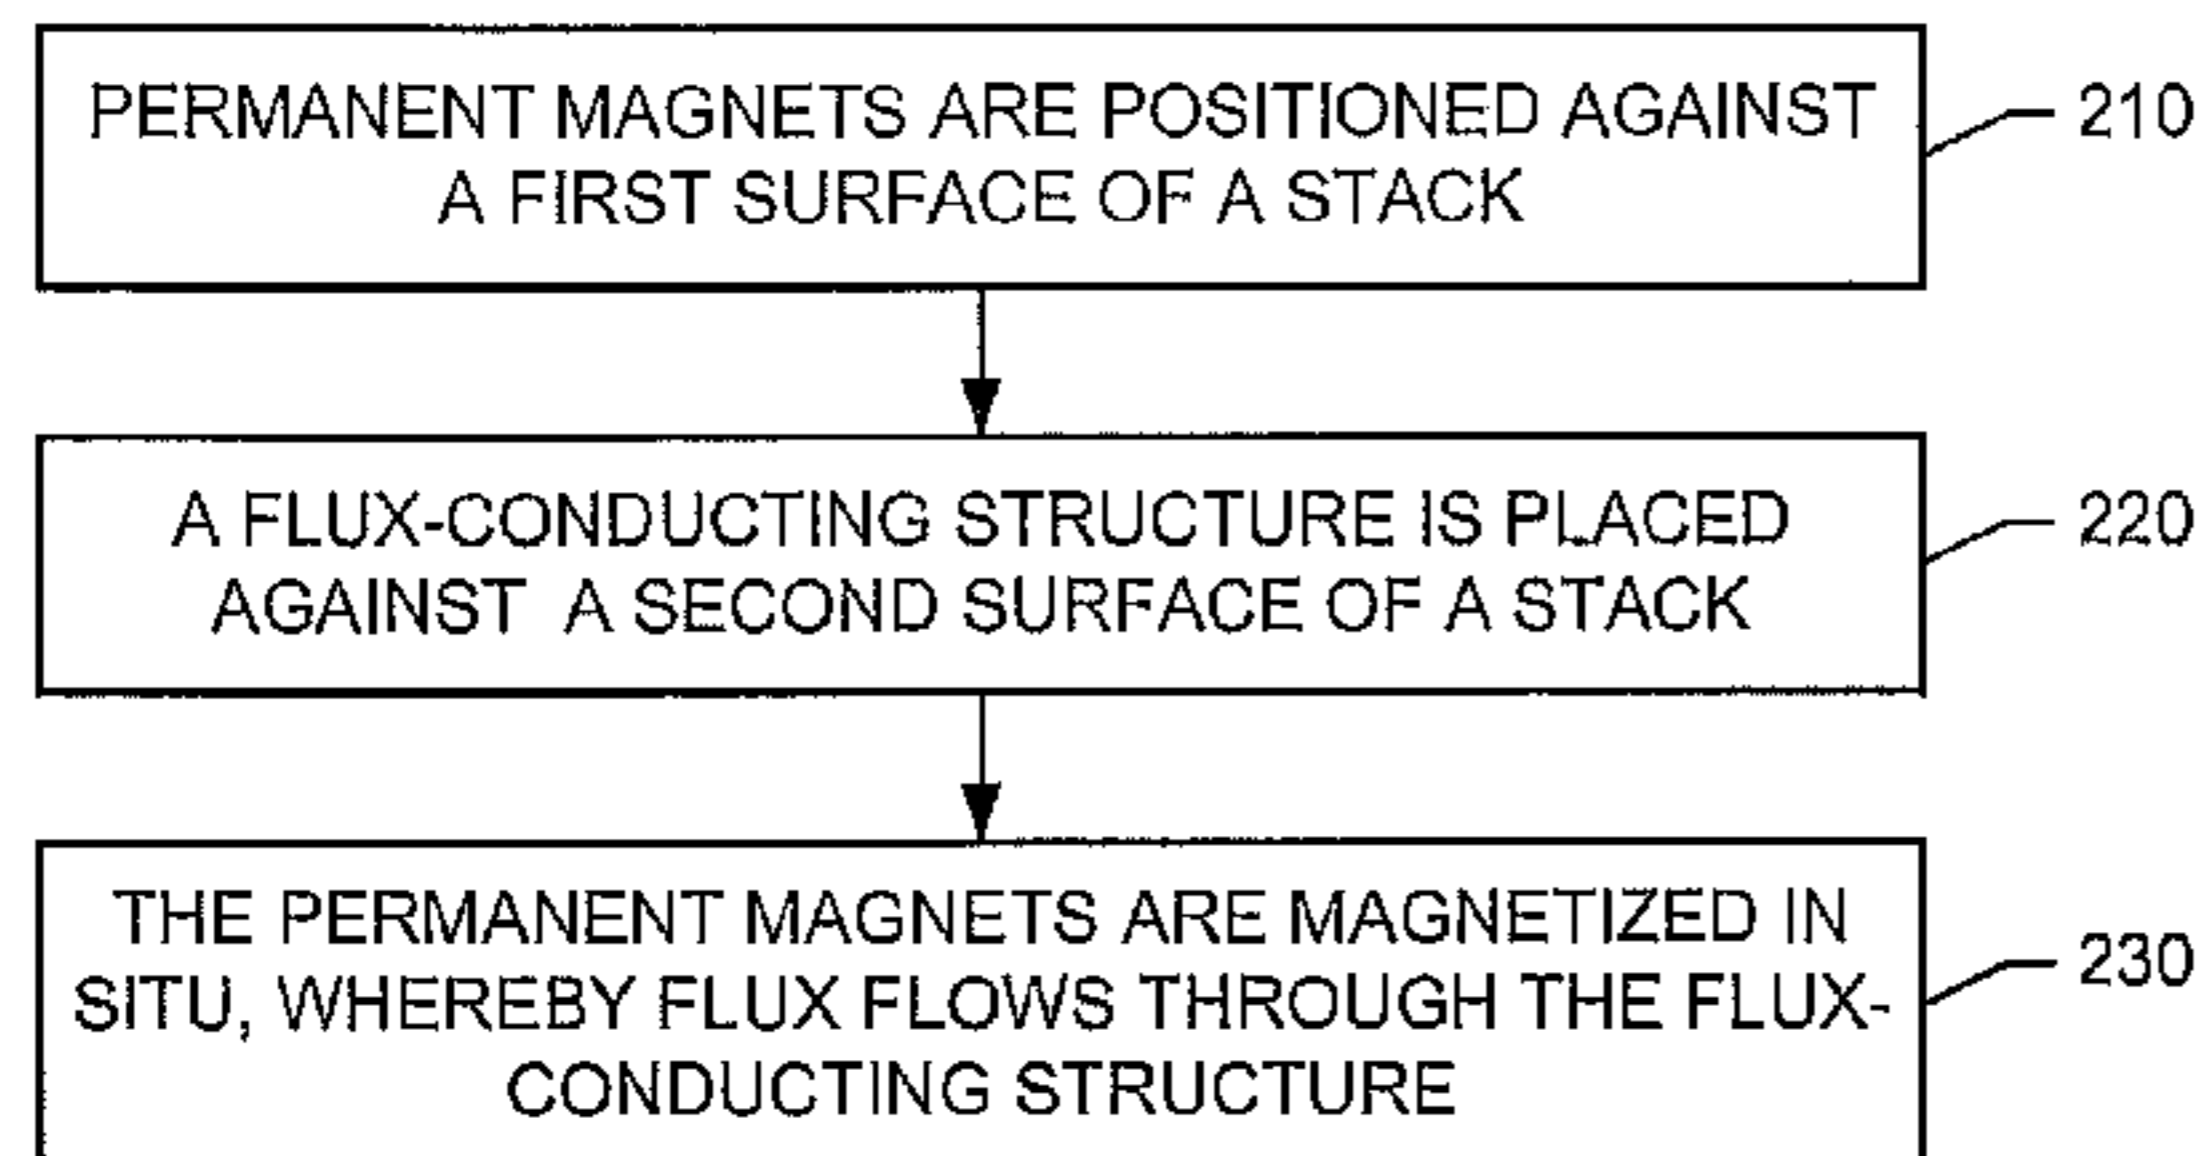 PERMANENT MAGNETS ARE POSITIONED AGAINST
A FIRST SURFACE OF A STACK
210
A FLUX-CONDUCTING STRUCTURE IS PLACED
AGAINST A SECOND SURFACE OF A STACK
220
THE PERMANENT MAGNETS ARE MAGNETIZED IN
SITU, WHEREBY FLUX FLOWS THROUGH THE FLUX-
CONDUCTING STRUCTURE
230